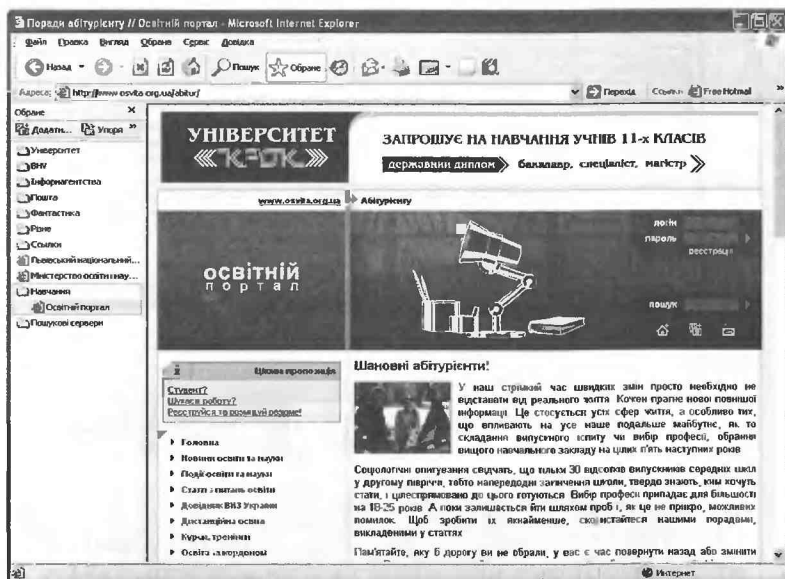 Поради абітурієнту // Освітній портал - Microsoft Internet Explorer
Файл Правка Вигляд Обране Сервіс Довідка
Назад Пошук Обране
Адреса: http://www.osvita.org.ua/abitur/ Перехід Ссылки Free Hotmail
Обране
Додати... Упоря
Университет
ВНУ
Інформагентства
Пошта
Фантастика
Різне
Ссылки
Львівський національний...
Міністерство освіти і нау...
Навчання
Освітній портал
Пошукові сервери
УНІВЕРСИТЕТ
КРОК
ЗАПРОШУЄ НА НАВЧАННЯ УЧНІВ 11-х КЛАСІВ
державний диплом бакалавр, спеціаліст, магістр
www.osvita.org.ua Абітурієнту
освітній
портал
логін
пароль
реєстрація
пошук
Цікава пропозиція
Студент?
Шукаєш роботу?
Реєструйся та розміщуй резюме!
Головна
Новини освіти та науки
Події освіти та науки
Статті з питань освіти
Довідник ВНЗ України
Дистанційна освіта
Курси, тренінги
Освіта за кордоном
Шановні абітурієнти!
У наш стрімкий час швидких змін просто необхідно не
відставати від реального життя Кожен прагне нової повнішої
інформації Це стосується усіх сфер життя, а особливо тих,
що впливають на усе наше подальше майбутнє, як то
складання випускного іспиту чи вибір професії, обрання
вищого навчального закладу на цілих п'ять наступних років
Соціологічні опитування свідчать, що тільки 30 відсотків випускників середніх шкіл
у другому півріччі, тобто напередодні закінчення школи, твердо знають, ким хочуть
стати, і цілеспрямовано до цього готуються Вибір професії припадає для більшості
на 18-25 років А поки залишається йти шляхом проб і, як це не прикро, можливих
помилок. Щоб зробити їх якнайменше, скористайтеся нашими порадами,
викладеними у статтях
Пам'ятайте, яку б дорогу ви не обрали, у вас є час повернути назад або змінити
Интернет